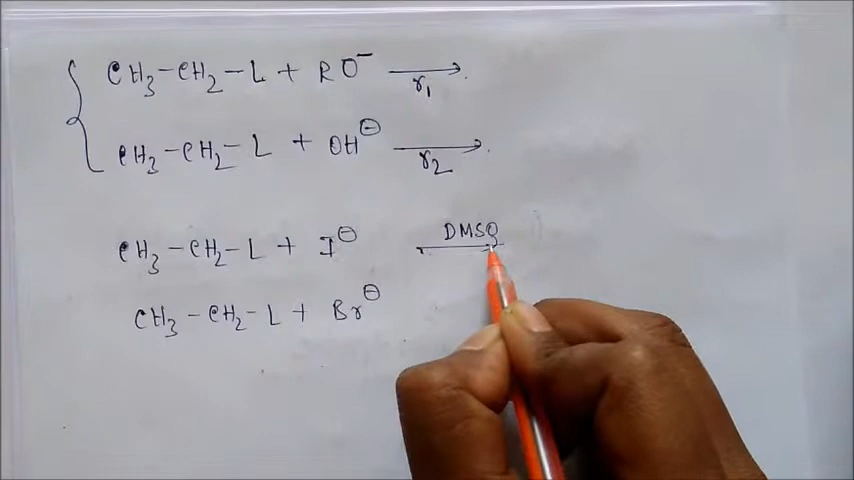 CH₃-CH₂-L + RO⁻ ⟶ r₁
CH₃-CH₂-L + OH⊖ ⟶ r₂
CH₃-CH₂-L + I⊖ ⟶ DMSO
CH₃-CH₂-L + Br⊖